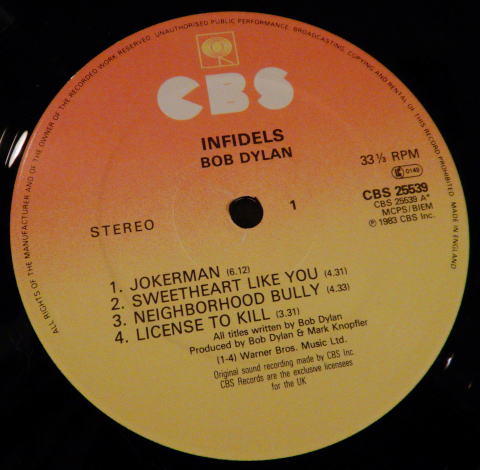 ALL RIGHTS OF THE MANUFACTURER AND OF THE OWNER OF THE RECORDED WORK RESERVED. UNAUTHORISED PUBLIC PERFORMANCE, BROADCASTING, COPYING AND RENTAL OF THIS RECORD PROHIBITED. MADE IN ENGLAND
CBS
INFIDELS
BOB DYLAN
33 1/3 RPM
0149
CBS 25539
CBS 25539 A*
MCPS/BIEM
℗ 1983 CBS Inc.
STEREO
1
1. JOKERMAN (6.12)
2. SWEETHEART LIKE YOU (4.31)
3. NEIGHBORHOOD BULLY (4.33)
4. LICENSE TO KILL (3.31)
All titles written by Bob Dylan
Produced by Bob Dylan & Mark Knopfler
(1-4) Warner Bros. Music Ltd.
Original sound recording made by CBS Inc.
CBS Records are the exclusive licensees
for the UK